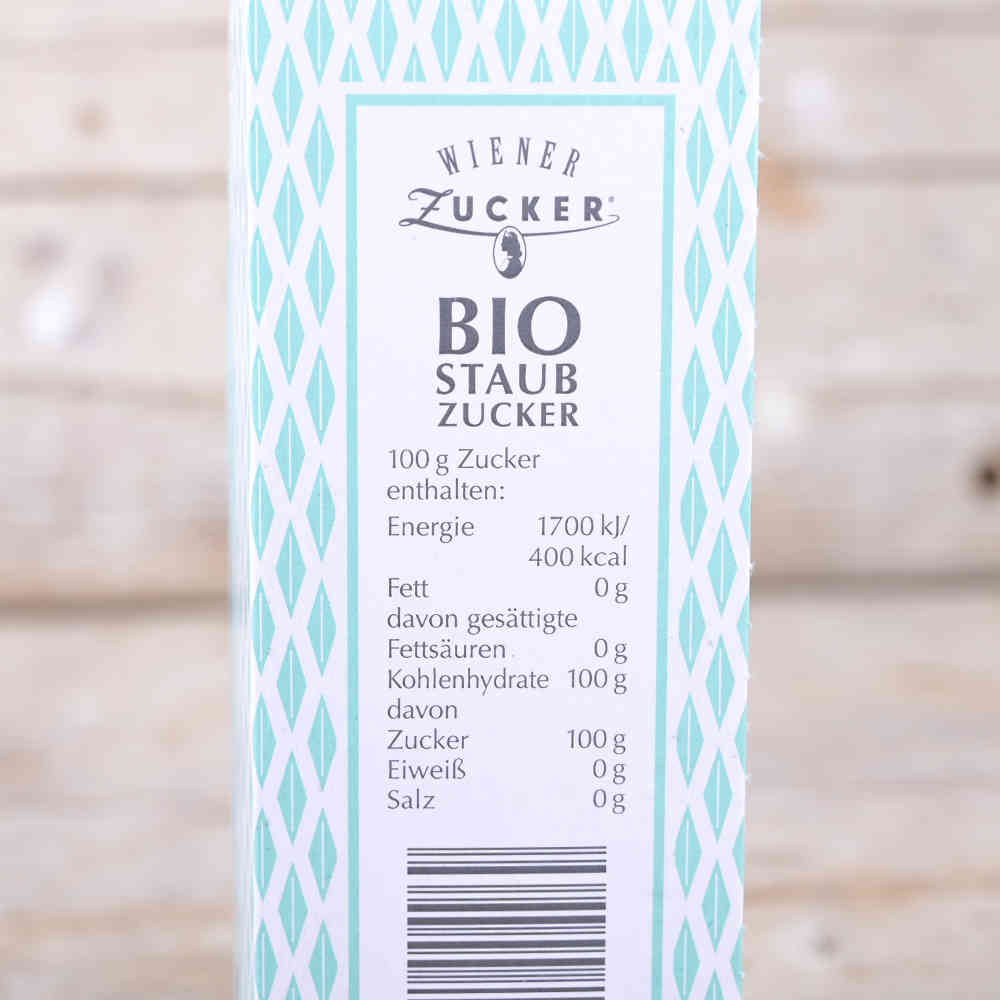 WIENER
ZUCKER®
BIO
STAUB
ZUCKER
100 g Zucker
enthalten:
Energie 1700 kJ/
400 kcal
Fett 0 g
davon gesättigte
Fettsäuren 0 g
Kohlenhydrate 100 g
davon
Zucker 100 g
Eiweiß 0 g
Salz 0 g